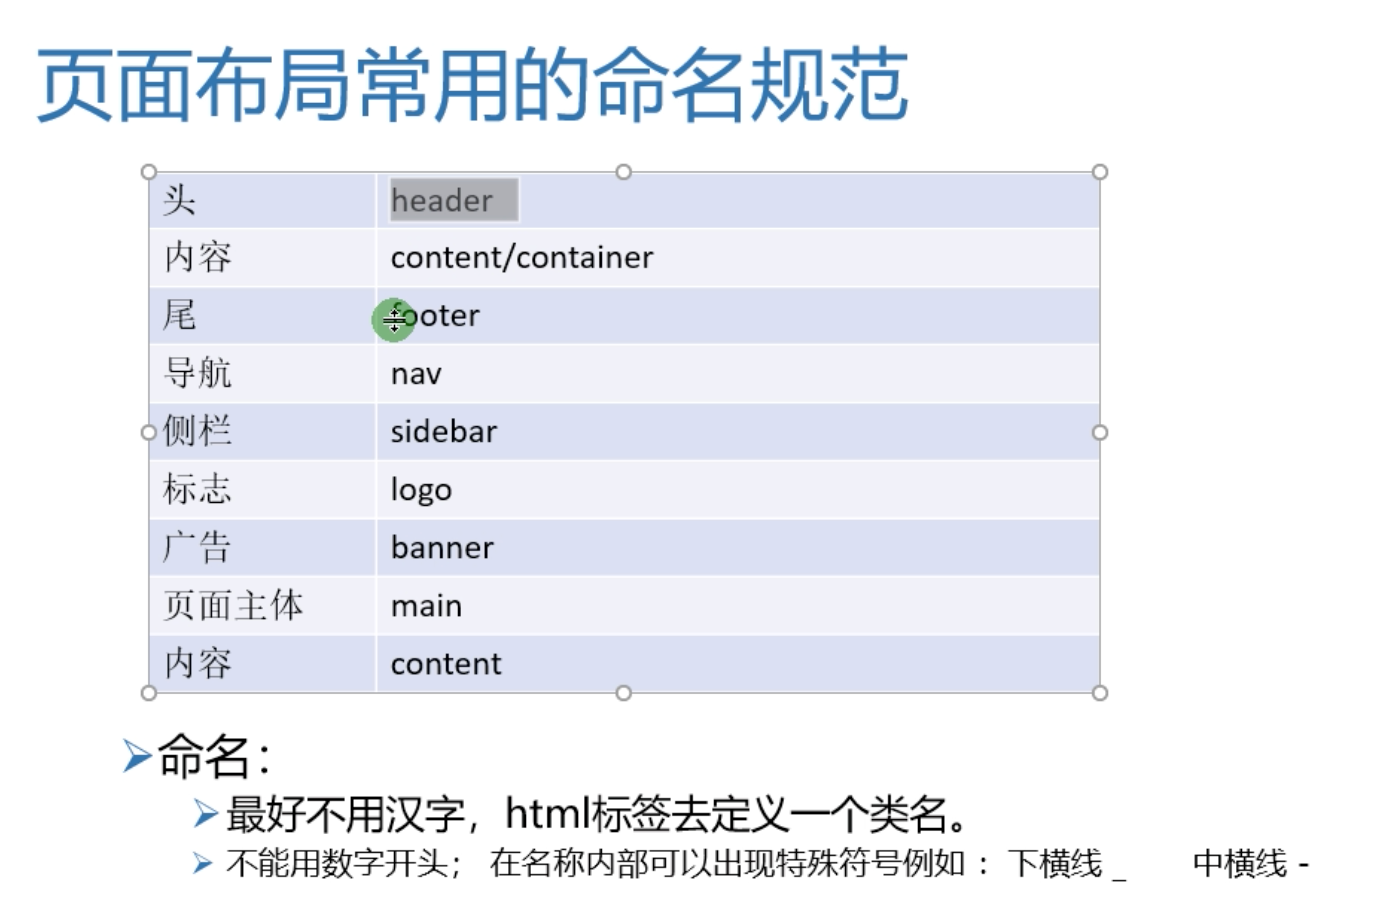 页面布局常用的命名规范
头 header
内容 content/container
尾 footer
导航 nav
侧栏 sidebar
标志 logo
广告 banner
页面主体 main
内容 content
命名：
最好不用汉字，html标签去定义一个类名。
不能用数字开头； 在名称内部可以出现特殊符号例如 ：下横线 _ 中横线 -